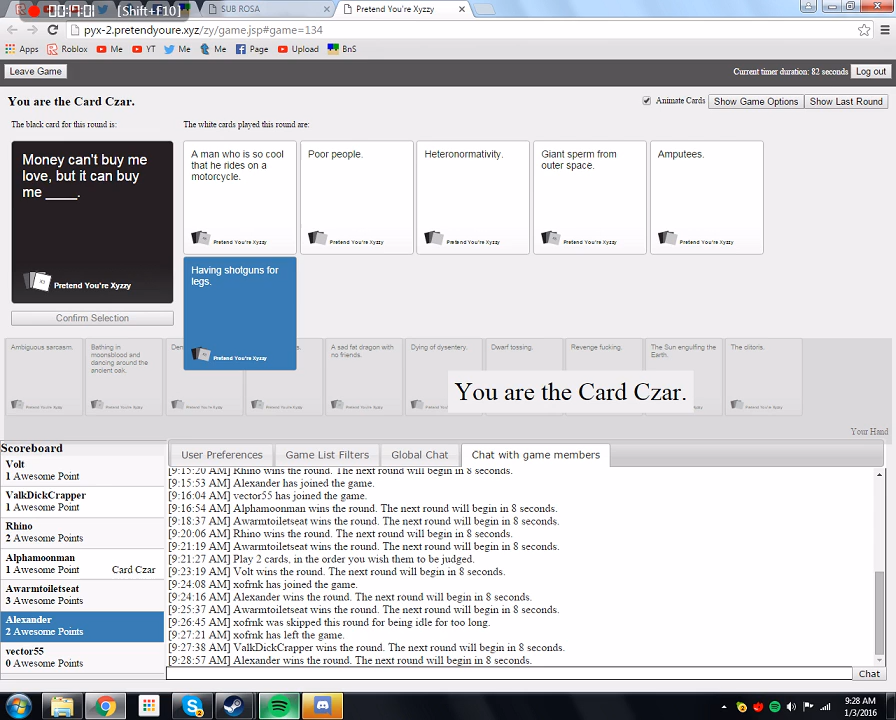 00:17:01 [Shift+F10]
SUB ROSA
Pretend You're Xyzzy
pyx-2.pretendyoure.xyz/zy/game.jsp#game=134
Apps Roblox Me YT Me Me Page Upload BnS
Leave Game
Current timer duration: 82 seconds Log out
You are the Card Czar.
Animate Cards Show Game Options Show Last Round
The black card for this round is:
The white cards played this round are:
Money can't buy me
love, but it can buy
me ____.
Pretend You're Xyzzy
Confirm Selection
A man who is so cool
that he rides on a
motorcycle.
Pretend You're Xyzzy
Poor people.
Pretend You're Xyzzy
Heteronormativity.
Pretend You're Xyzzy
Giant sperm from
outer space.
Pretend You're Xyzzy
Amputees.
Pretend You're Xyzzy
Having shotguns for
legs.
Pretend You're Xyzzy
Ambiguous sarcasm.
Bathing in
moonsblood and
dancing around the
ancient oak.
A sad fat dragon with
no friends.
Dying of dysentery.
Dwarf tossing.
Revenge fucking.
The Sun engulfing the
Earth.
The clitoris.
You are the Card Czar.
Your Hand
Scoreboard
Volt
1 Awesome Point
ValkDickCrapper
1 Awesome Point
Rhino
2 Awesome Points
Alphamoonman
1 Awesome Point Card Czar
Awarmtoiletseat
3 Awesome Points
Alexander
2 Awesome Points
vector55
0 Awesome Points
User Preferences Game List Filters Global Chat Chat with game members
[9:15:20 AM] Rhino wins the round. The next round will begin in 8 seconds.
[9:15:53 AM] Alexander has joined the game.
[9:16:04 AM] vector55 has joined the game.
[9:16:54 AM] Alphamoonman wins the round. The next round will begin in 8 seconds.
[9:18:37 AM] Awarmtoiletseat wins the round. The next round will begin in 8 seconds.
[9:20:06 AM] Rhino wins the round. The next round will begin in 8 seconds.
[9:21:19 AM] Awarmtoiletseat wins the round. The next round will begin in 8 seconds.
[9:21:27 AM] Play 2 cards, in the order you wish them to be judged.
[9:23:19 AM] Volt wins the round. The next round will begin in 8 seconds.
[9:24:08 AM] xofrnk has joined the game.
[9:24:16 AM] Alexander wins the round. The next round will begin in 8 seconds.
[9:25:37 AM] Awarmtoiletseat wins the round. The next round will begin in 8 seconds.
[9:26:45 AM] xofrnk was skipped this round for being idle for too long.
[9:27:21 AM] xofrnk has left the game.
[9:27:38 AM] ValkDickCrapper wins the round. The next round will begin in 8 seconds.
[9:28:57 AM] Alexander wins the round. The next round will begin in 8 seconds.
Chat
9:28 AM
1/3/2016